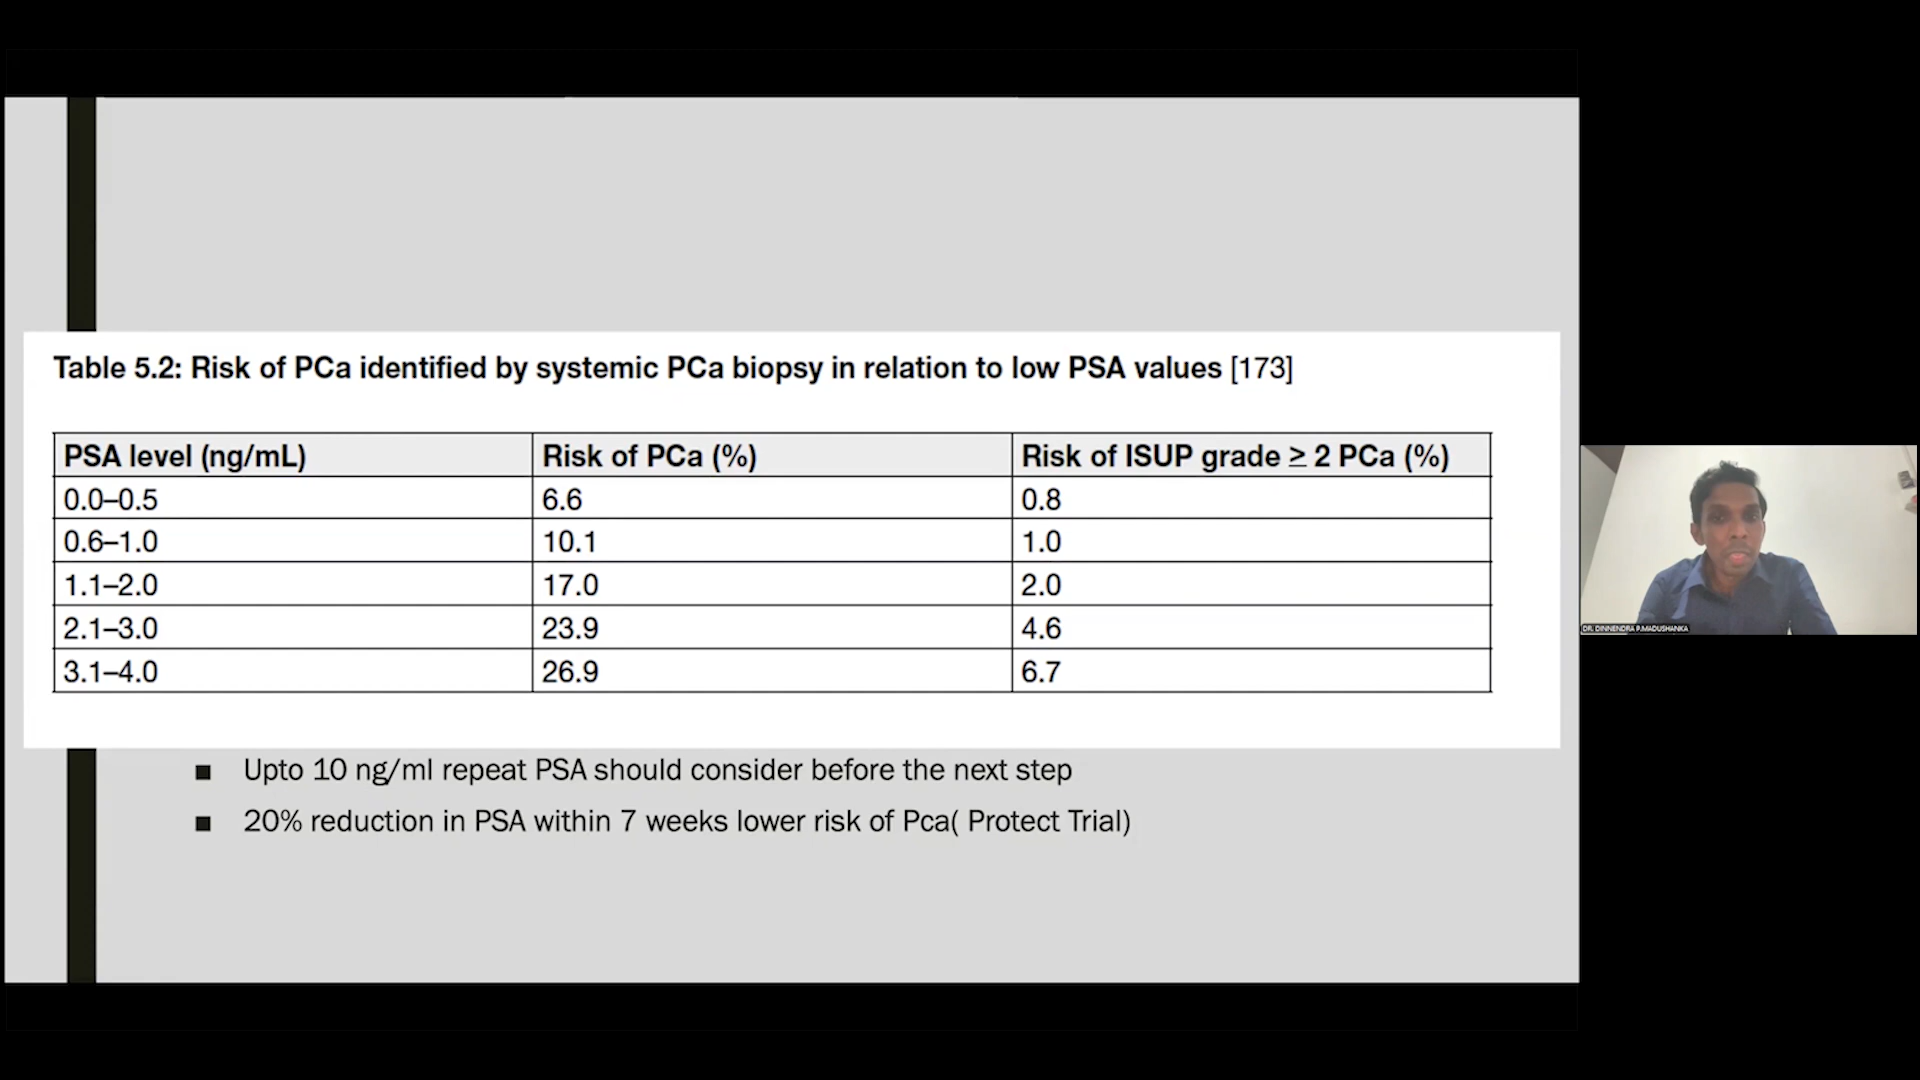 Table 5.2: Risk of PCa identified by systemic PCa biopsy in relation to low PSA values [173]
PSA level (ng/mL) Risk of PCa (%) Risk of ISUP grade ≥ 2 PCa (%)
0.0–0.5 6.6 0.8
0.6–1.0 10.1 1.0
1.1–2.0 17.0 2.0
2.1–3.0 23.9 4.6
3.1–4.0 26.9 6.7
■ Upto 10 ng/ml repeat PSA should consider before the next step
■ 20% reduction in PSA within 7 weeks lower risk of Pca( Protect Trial)
DR. DINNENDRA P.MADUSHANKA